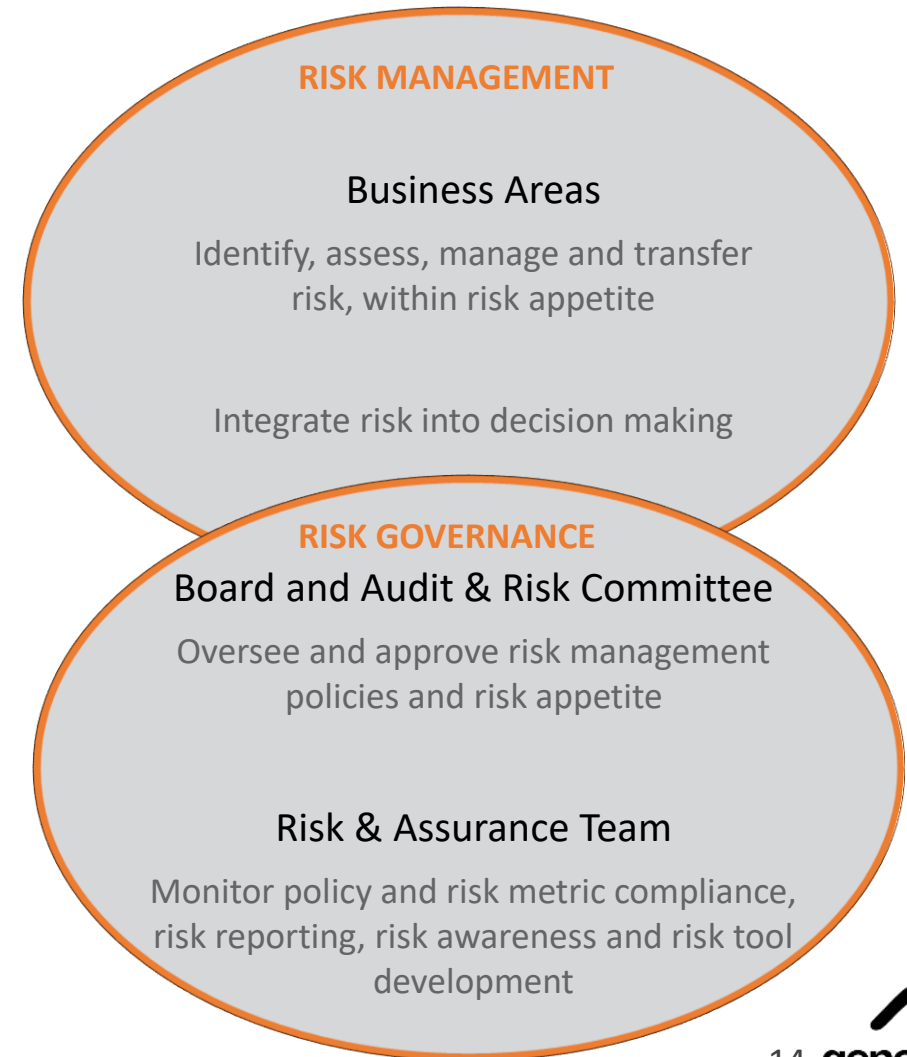 RISK MANAGEMENT
Business Areas
Identify, assess, manage and transfer
risk, within risk appetite
Integrate risk into decision making
RISK GOVERNANCE
Board and Audit & Risk Committee
Oversee and approve risk management
policies and risk appetite
Risk & Assurance Team
Monitor policy and risk metric compliance,
risk reporting, risk awareness and risk tool
development
14